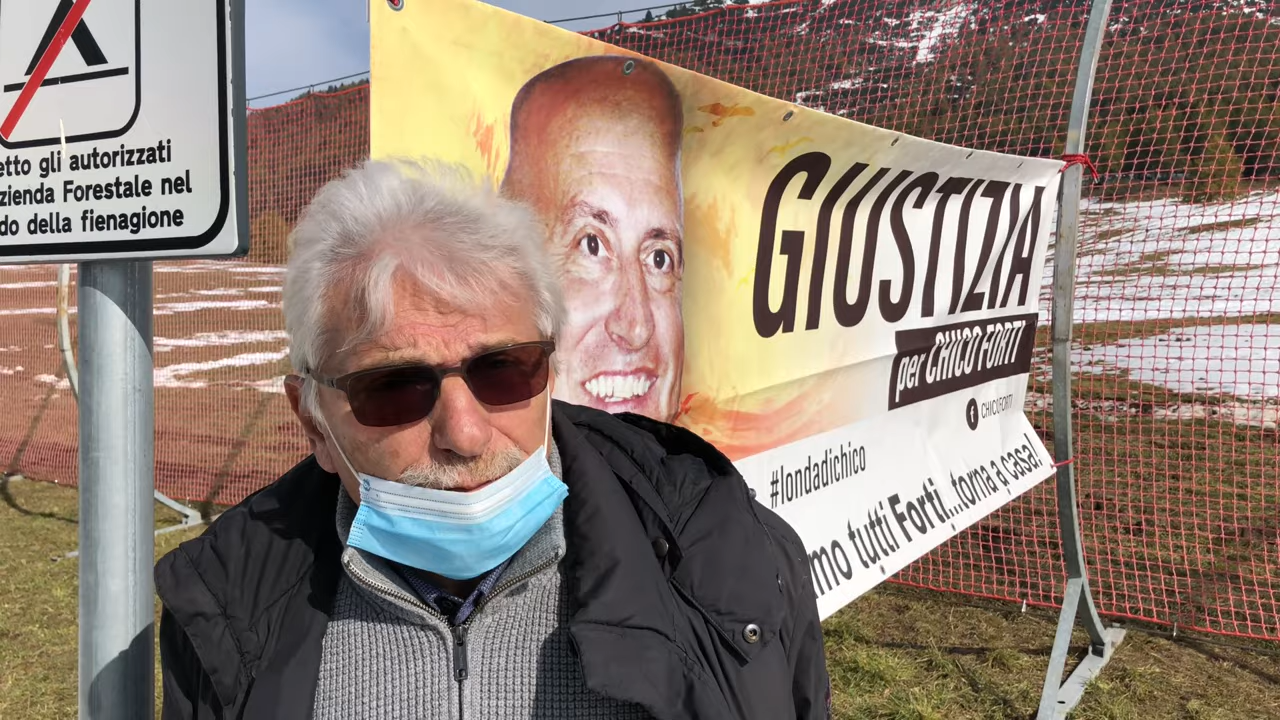 etto gli autorizzati
zienda Forestale nel
do della fienagione
GIUSTIZIA
per CHICO FORTI
f CHICOFORTI
#londadichico
mo tutti Forti...torna a casa!